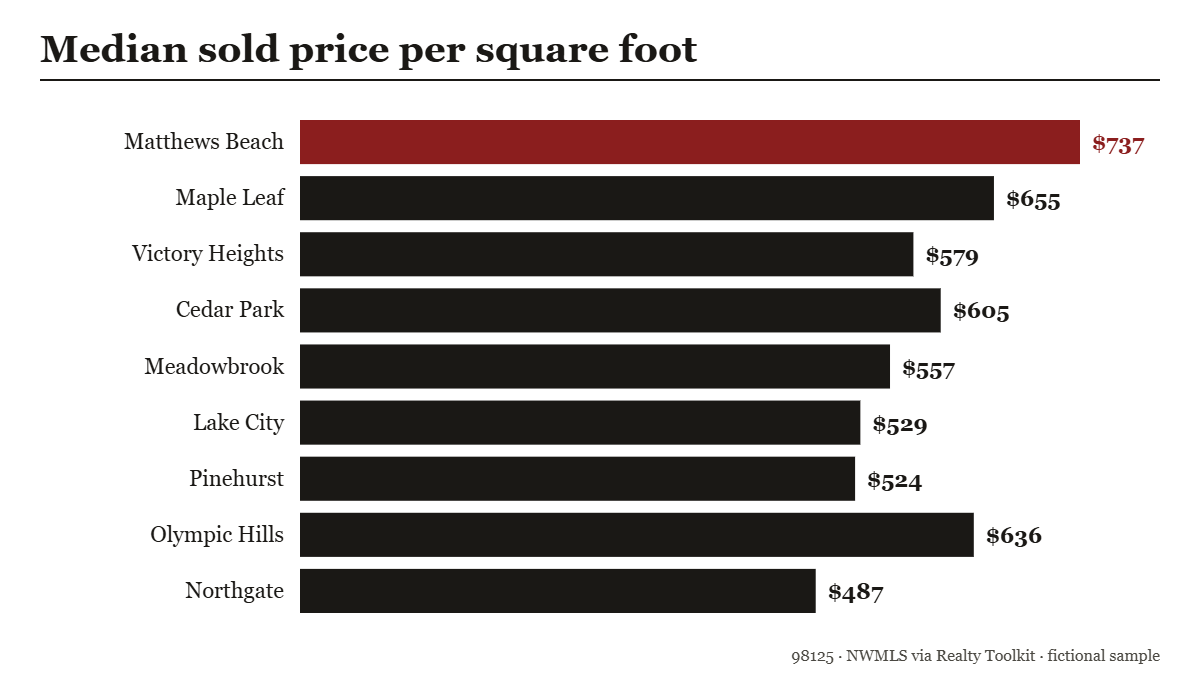 Median sold price per square foot
Matthews Beach $737
Maple Leaf $655
Victory Heights $579
Cedar Park $605
Meadowbrook $557
Lake City $529
Pinehurst $524
Olympic Hills $636
Northgate $487
98125 · NWMLS via Realty Toolkit · fictional sample